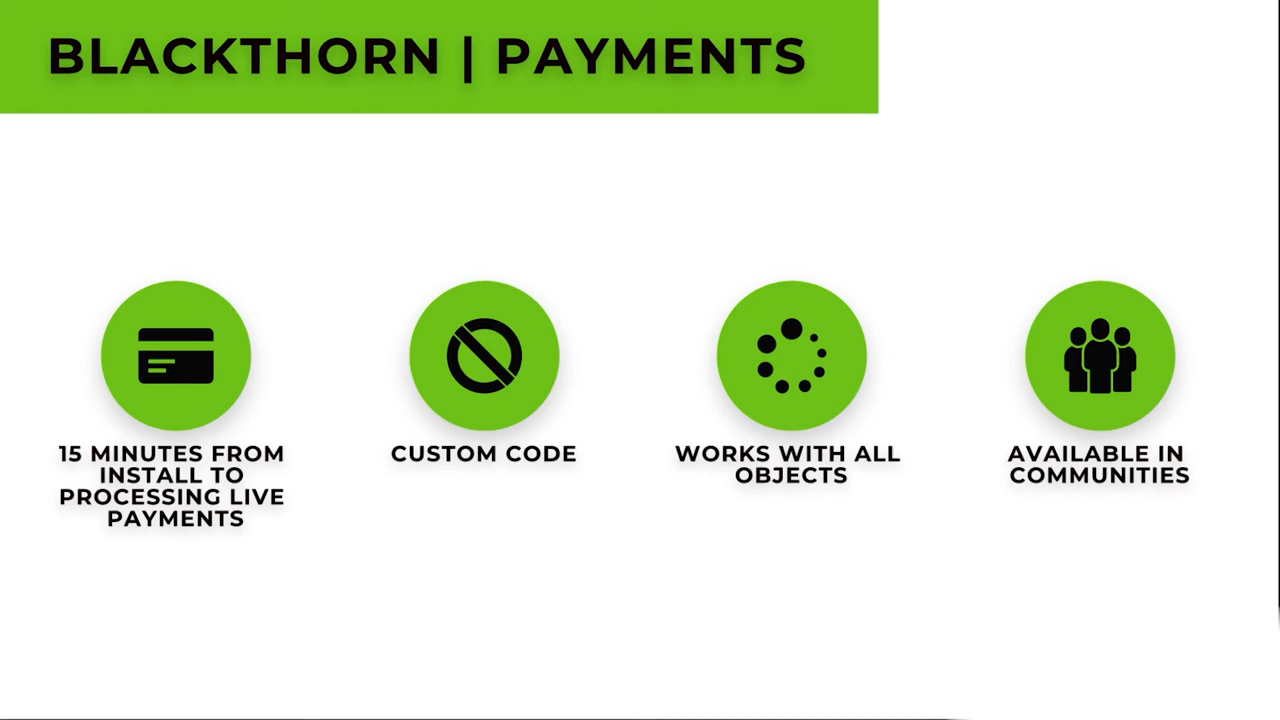 BLACKTHORN | PAYMENTS
15 MINUTES FROM
INSTALL TO
PROCESSING LIVE
PAYMENTS
CUSTOM CODE
WORKS WITH ALL
OBJECTS
AVAILABLE IN
COMMUNITIES